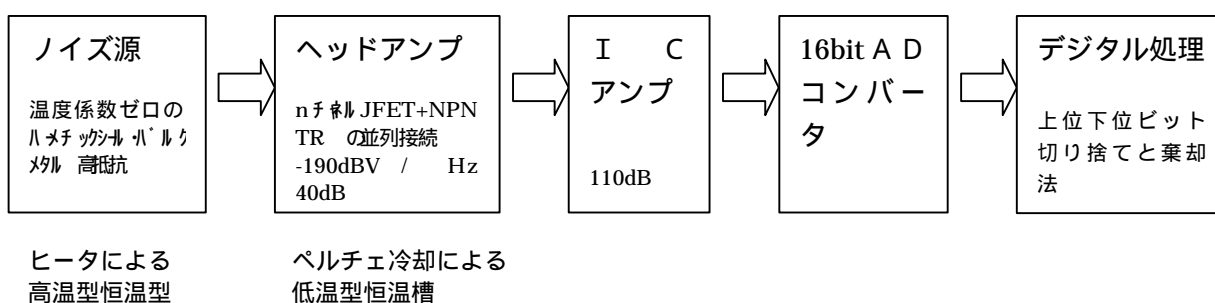 ノイズ源
温度係数ゼロの
ハーメチックシール・バルク
メタル 高抵抗
ヘッドアンプ
nチャネル JFET+NPN
TR の並列接続
-190dBV / Hz
40dB
I C
アンプ
110dB
16bit A D
コンバー
タ
デジタル処理
上位下位ビット
切り捨てと棄却
法
ヒータによる
高温型恒温型
ペルチェ冷却による
低温型恒温槽